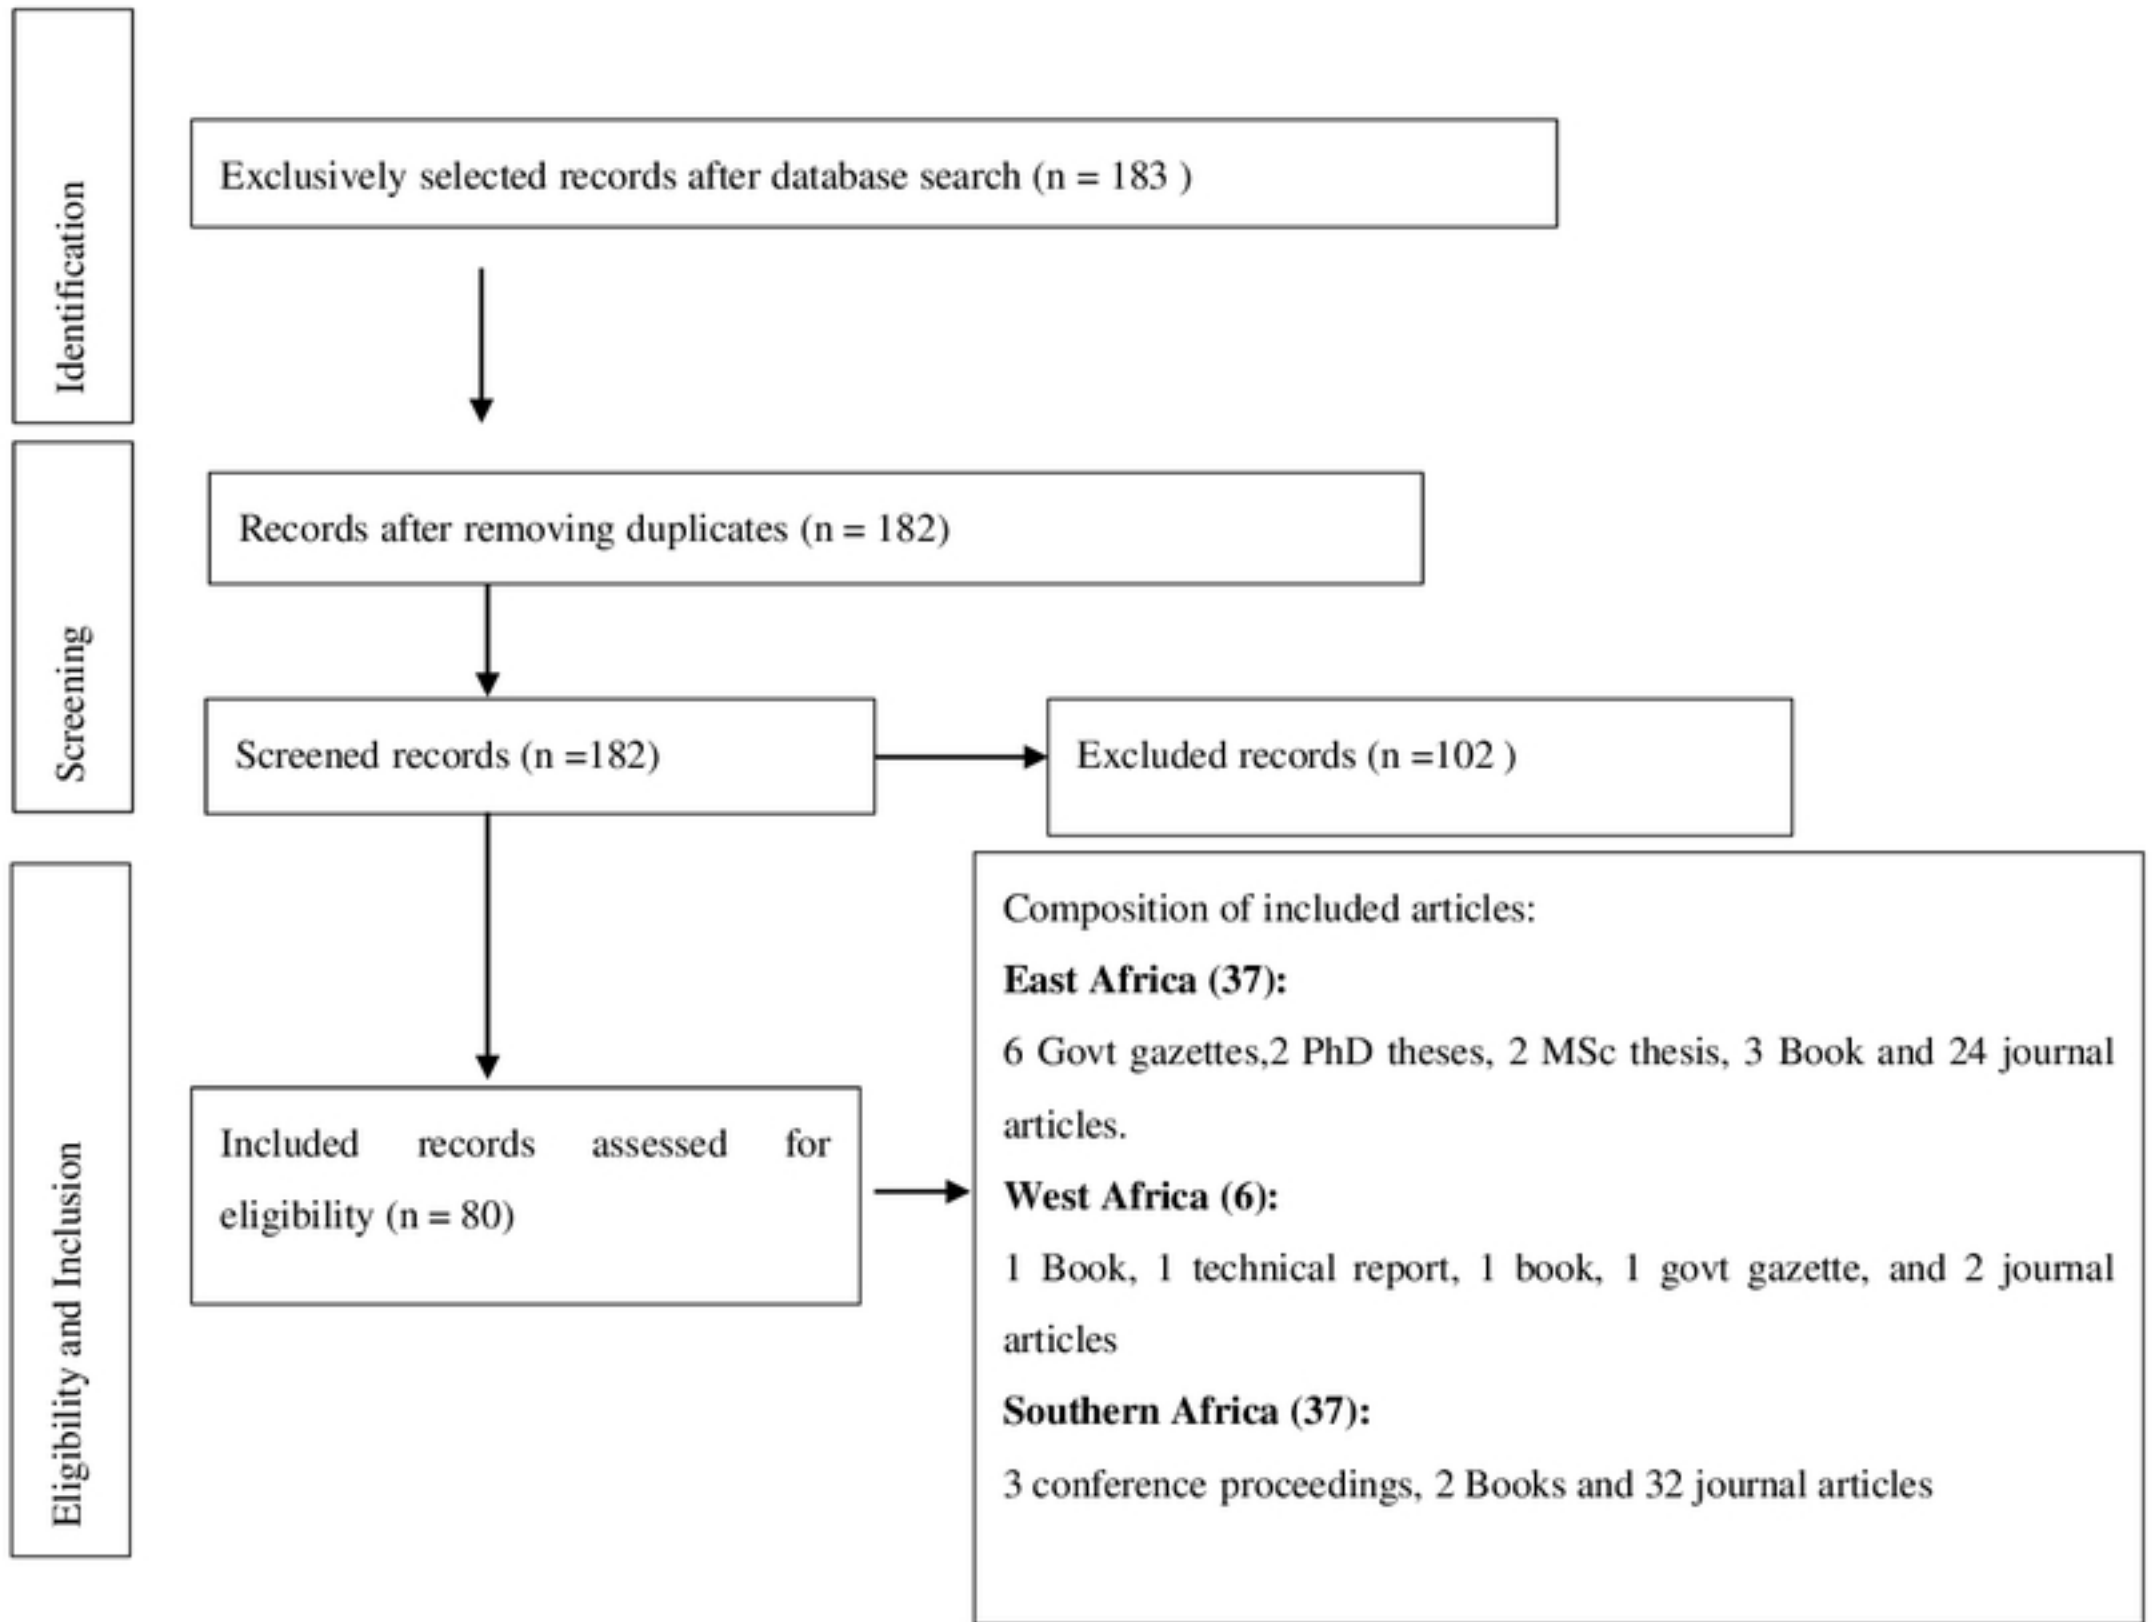 Identification
Exclusively selected records after database search (n = 183 )
Screening
Records after removing duplicates (n = 182)
Screened records (n =182)
Excluded records (n =102 )
Eligibility and Inclusion
Included records assessed for
eligibility (n = 80)
Composition of included articles:
East Africa (37):
6 Govt gazettes,2 PhD theses, 2 MSc thesis, 3 Book and 24 journal
articles.
West Africa (6):
1 Book, 1 technical report, 1 book, 1 govt gazette, and 2 journal
articles
Southern Africa (37):
3 conference proceedings, 2 Books and 32 journal articles